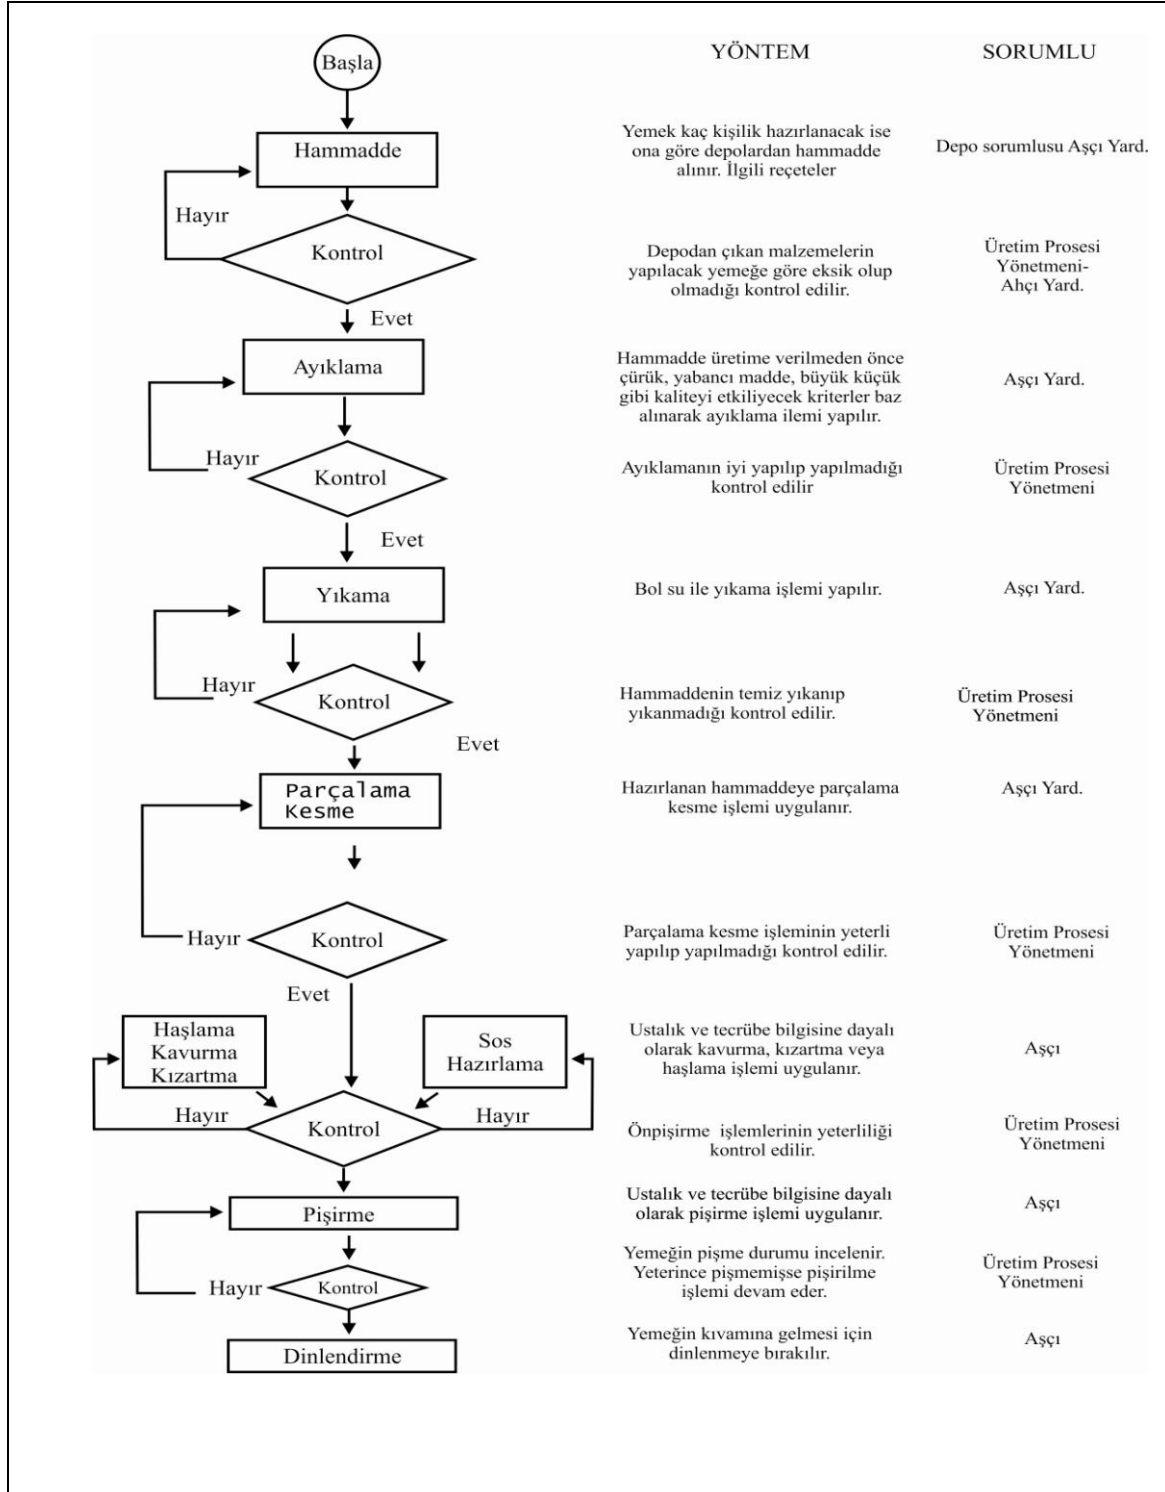 Başla
YÖNTEM
SORUMLU
Hammadde
Yemek kaç kişilik hazırlanacak ise
ona göre depolardan hammadde
alınır. İlgili reçeteler
Depo sorumlusu Aşçı Yard.
Hayır
Kontrol
Depodan çıkan malzemelerin
yapılacak yemeğe göre eksik olup
olmadığı kontrol edilir.
Üretim Prosesi
Yönetmeni-
Ahçı Yard.
Evet
Ayıklama
Hammadde üretime verilmeden önce
çürük, yabancı madde, büyük küçük
gibi kaliteyi etkiliyecek kriterler baz
alınarak ayıklama ilemi yapılır.
Aşçı Yard.
Hayır
Kontrol
Ayıklamanın iyi yapılıp yapılmadığı
kontrol edilir
Üretim Prosesi
Yönetmeni
Evet
Yıkama
Bol su ile yıkama işlemi yapılır.
Aşçı Yard.
Hayır
Kontrol
Hammaddenin temiz yıkanıp
yıkanmadığı kontrol edilir.
Üretim Prosesi
Yönetmeni
Evet
Parçalama
Kesme
Hazırlanan hammaddeye parçalama
kesme işlemi uygulanır.
Aşçı Yard.
Hayır
Kontrol
Parçalama kesme işleminin yeterli
yapılıp yapılmadığı kontrol edilir.
Üretim Prosesi
Yönetmeni
Evet
Haşlama
Kavurma
Kızartma
Sos
Hazırlama
Ustalık ve tecrübe bilgisine dayalı
olarak kavurma, kızartma veya
haşlama işlemi uygulanır.
Aşçı
Hayır
Kontrol
Hayır
Önpişirme işlemlerinin yeterliliği
kontrol edilir.
Üretim Prosesi
Yönetmeni
Pişirme
Ustalık ve tecrübe bilgisine dayalı
olarak pişirme işlemi uygulanır.
Aşçı
Hayır
Kontrol
Yemeğin pişme durumu incelenir.
Yeterince pişmemişse pişirilme
işlemi devam eder.
Üretim Prosesi
Yönetmeni
Dinlendirme
Yemeğin kıvamına gelmesi için
dinlenmeye bırakılır.
Aşçı